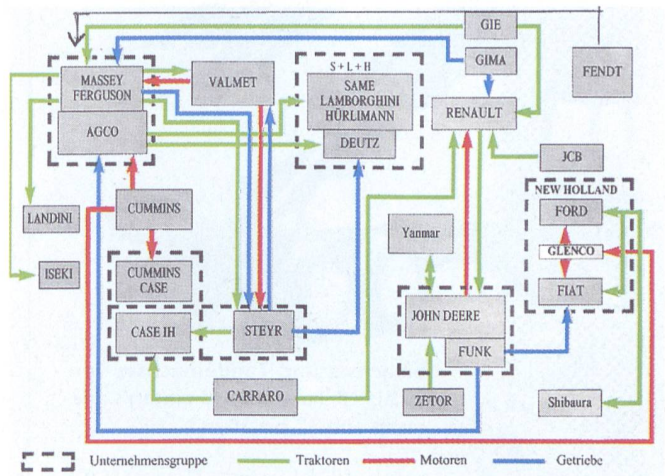 GIE
GIMA
FENDT
MASSEY
FERGUSON
AGCO
VALMET
S + L + H
SAME
LAMBORGHINI
HÜRLIMANN
DEUTZ
RENAULT
JCB
LANDINI
ISEKI
CUMMINS
CUMMINS
CASE
CASE IH
STEYR
CARRARO
Yanmar
JOHN DEERE
FUNK
ZETOR
NEW HOLLAND
FORD
GLENCO
FIAT
Shibaura
Unternehmensgruppe
Traktoren
Motoren
Getriebe